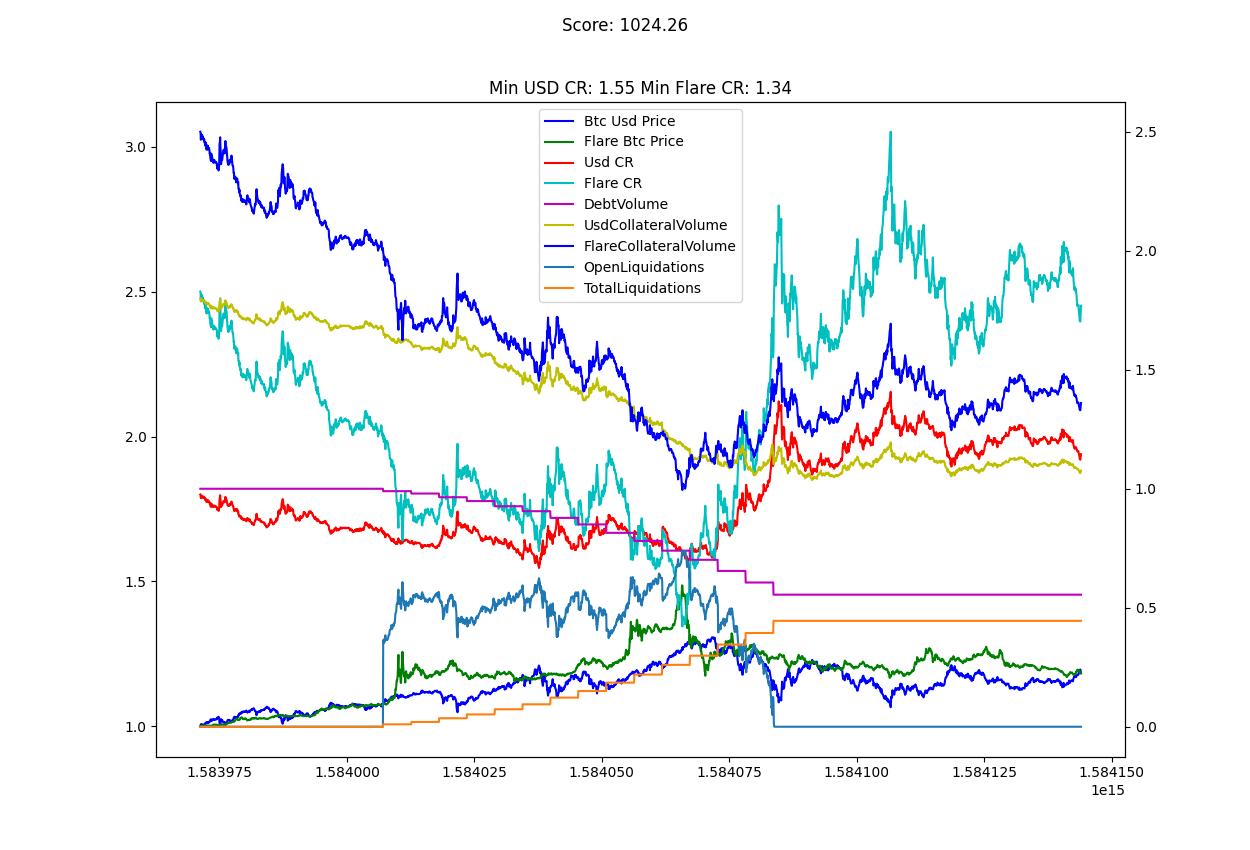 Score: 1024.26
Min USD CR: 1.55 Min Flare CR: 1.34
Btc Usd Price
Flare Btc Price
Usd CR
Flare CR
DebtVolume
UsdCollateralVolume
FlareCollateralVolume
OpenLiquidations
TotalLiquidations
3.0
2.5
2.0
1.5
1.0
2.5
2.0
1.5
1.0
0.5
0.0
1.583975 1.584000 1.584025 1.584050 1.584075 1.584100 1.584125 1.584150
1e15